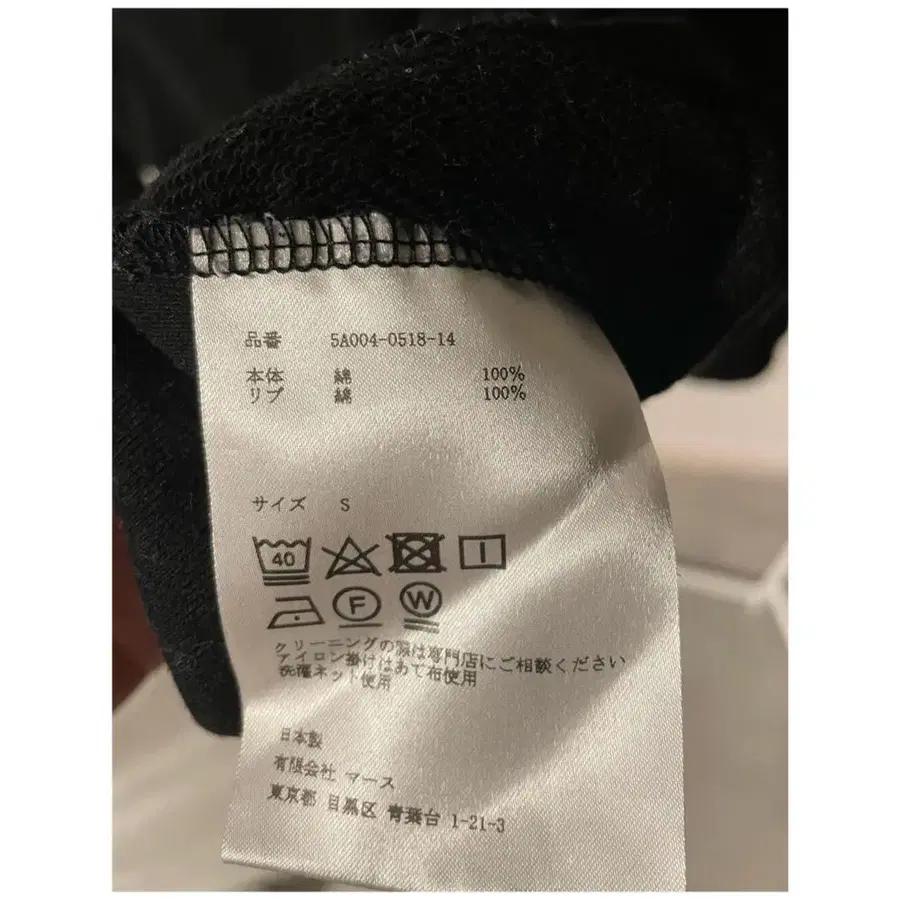 品番 5A004-0518-14
本体 綿 100%
リブ 綿 100%
サイズ S
40
F W
クリーニングの際は専門店にご相談ください
アイロン掛けはあて布使用
洗濯ネット使用
日本製
有限会社 マース
東京都 目黒区 青葉台 1-21-3